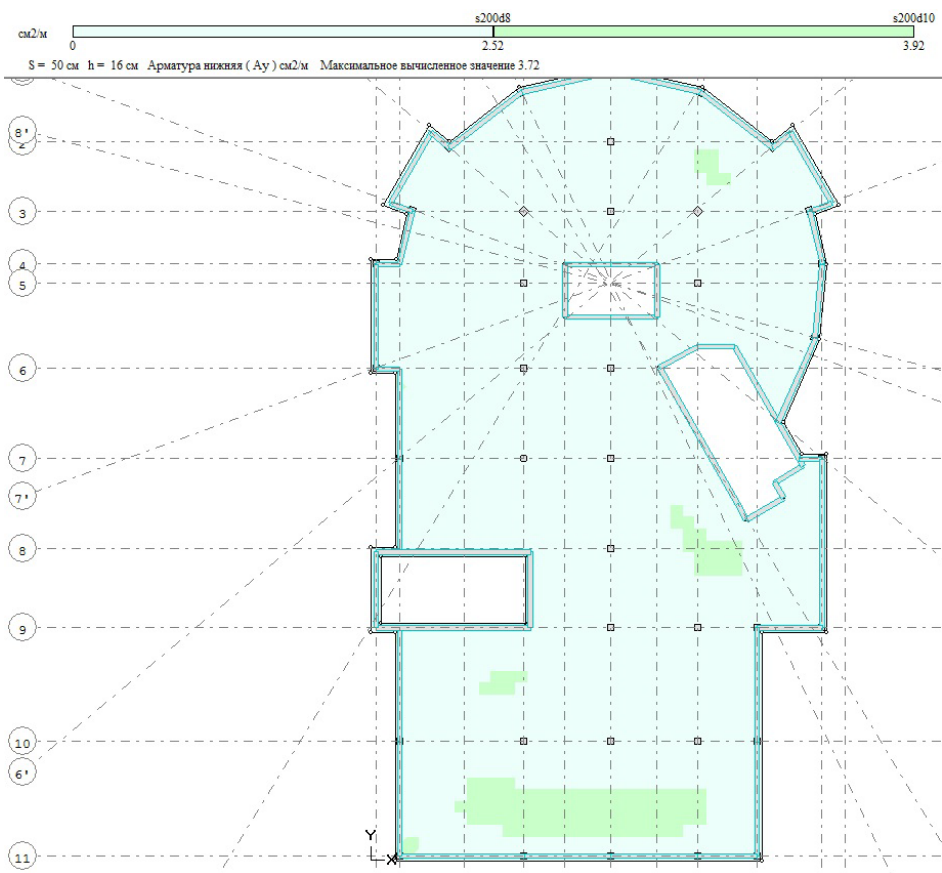 s200d8 s200d10
см2/м
0 2.52 3.92
S = 50 см h = 16 см Арматура нижняя ( Ay ) см2/м Максимальное вычисленное значение 3.72
8'
3
4
5
6
7
7'
8
9
10
6'
Y
11 X